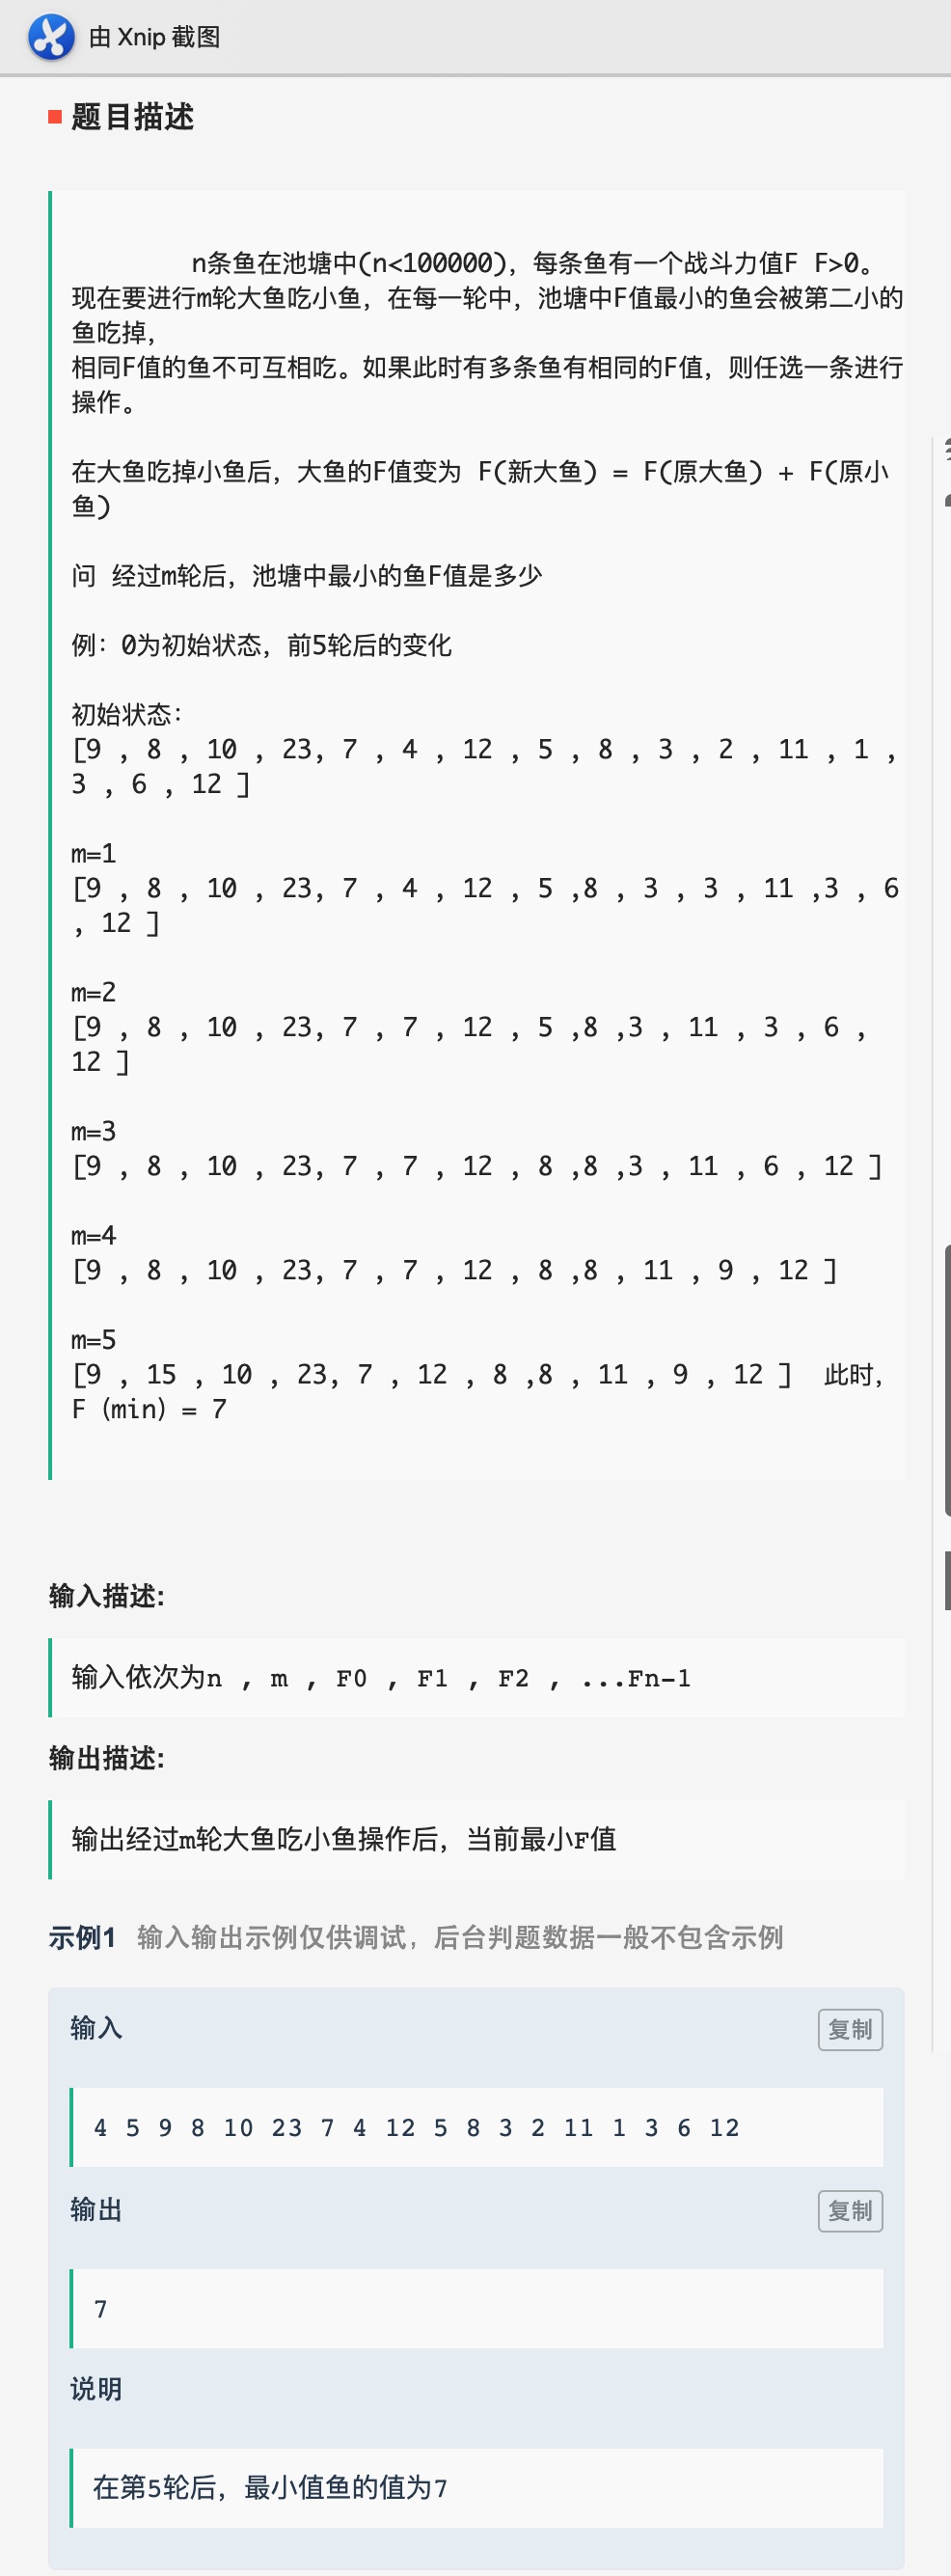 由 Xnip 截图
题目描述
n条鱼在池塘中(n<100000)，每条鱼有一个战斗力值F F>0。
现在要进行m轮大鱼吃小鱼，在每一轮中，池塘中F值最小的鱼会被第二小的
鱼吃掉，
相同F值的鱼不可互相吃。如果此时有多条鱼有相同的F值，则任选一条进行
操作。
在大鱼吃掉小鱼后，大鱼的F值变为 F(新大鱼) = F(原大鱼) + F(原小
鱼)
问 经过m轮后，池塘中最小的鱼F值是多少
例：0为初始状态，前5轮后的变化
初始状态：
[9 , 8 , 10 , 23, 7 , 4 , 12 , 5 , 8 , 3 , 2 , 11 , 1 ,
3 , 6 , 12 ]
m=1
[9 , 8 , 10 , 23, 7 , 4 , 12 , 5 ,8 , 3 , 3 , 11 ,3 , 6
, 12 ]
m=2
[9 , 8 , 10 , 23, 7 , 7 , 12 , 5 ,8 ,3 , 11 , 3 , 6 ,
12 ]
m=3
[9 , 8 , 10 , 23, 7 , 7 , 12 , 8 ,8 ,3 , 11 , 6 , 12 ]
m=4
[9 , 8 , 10 , 23, 7 , 7 , 12 , 8 ,8 , 11 , 9 , 12 ]
m=5
[9 , 15 , 10 , 23, 7 , 12 , 8 ,8 , 11 , 9 , 12 ] 此时，
F（min）= 7
输入描述:
输入依次为n , m , F0 , F1 , F2 , ...Fn-1
输出描述:
输出经过m轮大鱼吃小鱼操作后，当前最小F值
示例1 输入输出示例仅供调试，后台判题数据一般不包含示例
输入
复制
4 5 9 8 10 23 7 4 12 5 8 3 2 11 1 3 6 12
输出
复制
7
说明
在第5轮后，最小值鱼的值为7